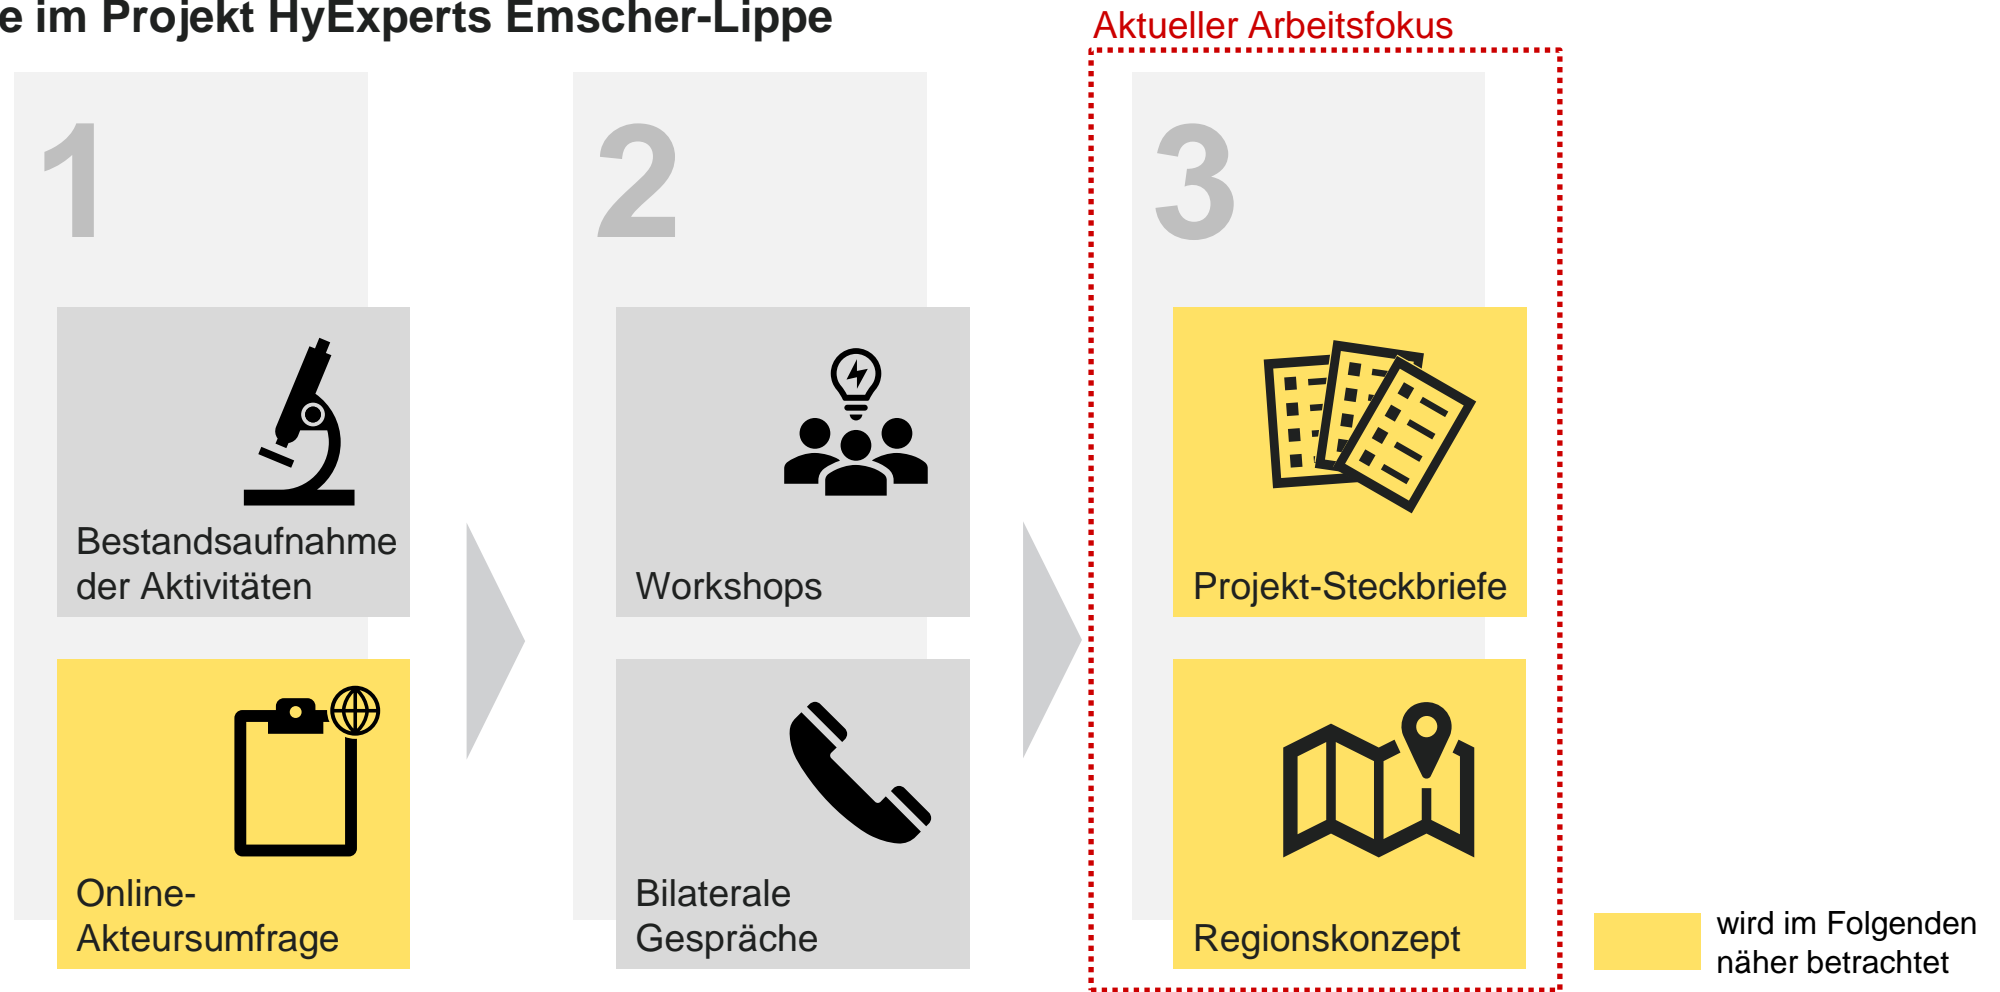 e im Projekt HyExperts Emscher-Lippe
Aktueller Arbeitsfokus
1
Bestandsaufnahme
der Aktivitäten
Online-
Akteursumfrage
2
Workshops
Bilaterale
Gespräche
3
Projekt-Steckbriefe
Regionskonzept
wird im Folgenden
näher betrachtet